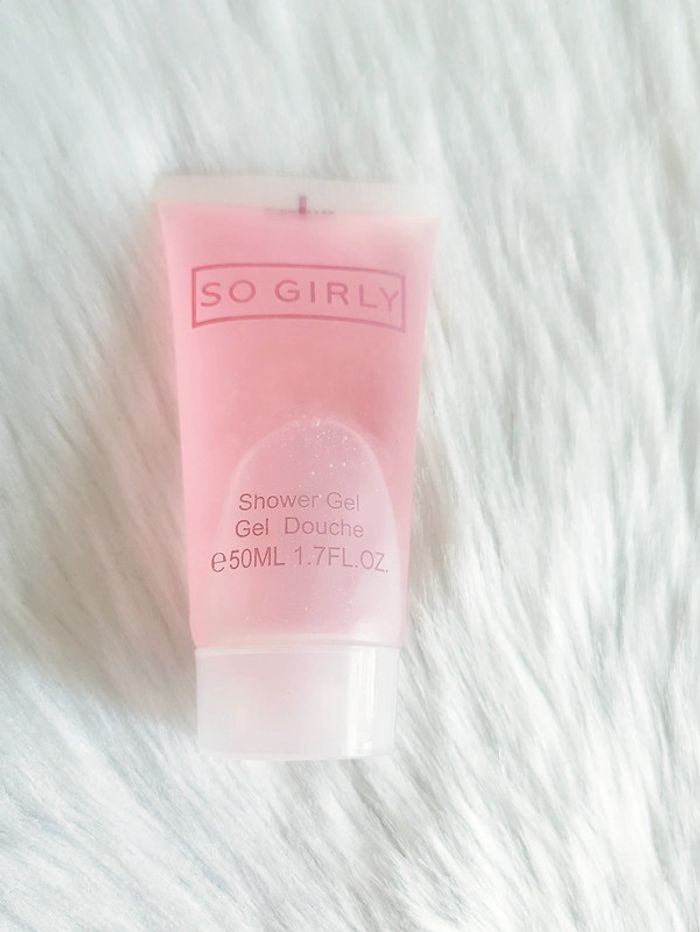 SO GIRLY
Shower Gel
Gel Douche
℮50ML 1.7FL.OZ.